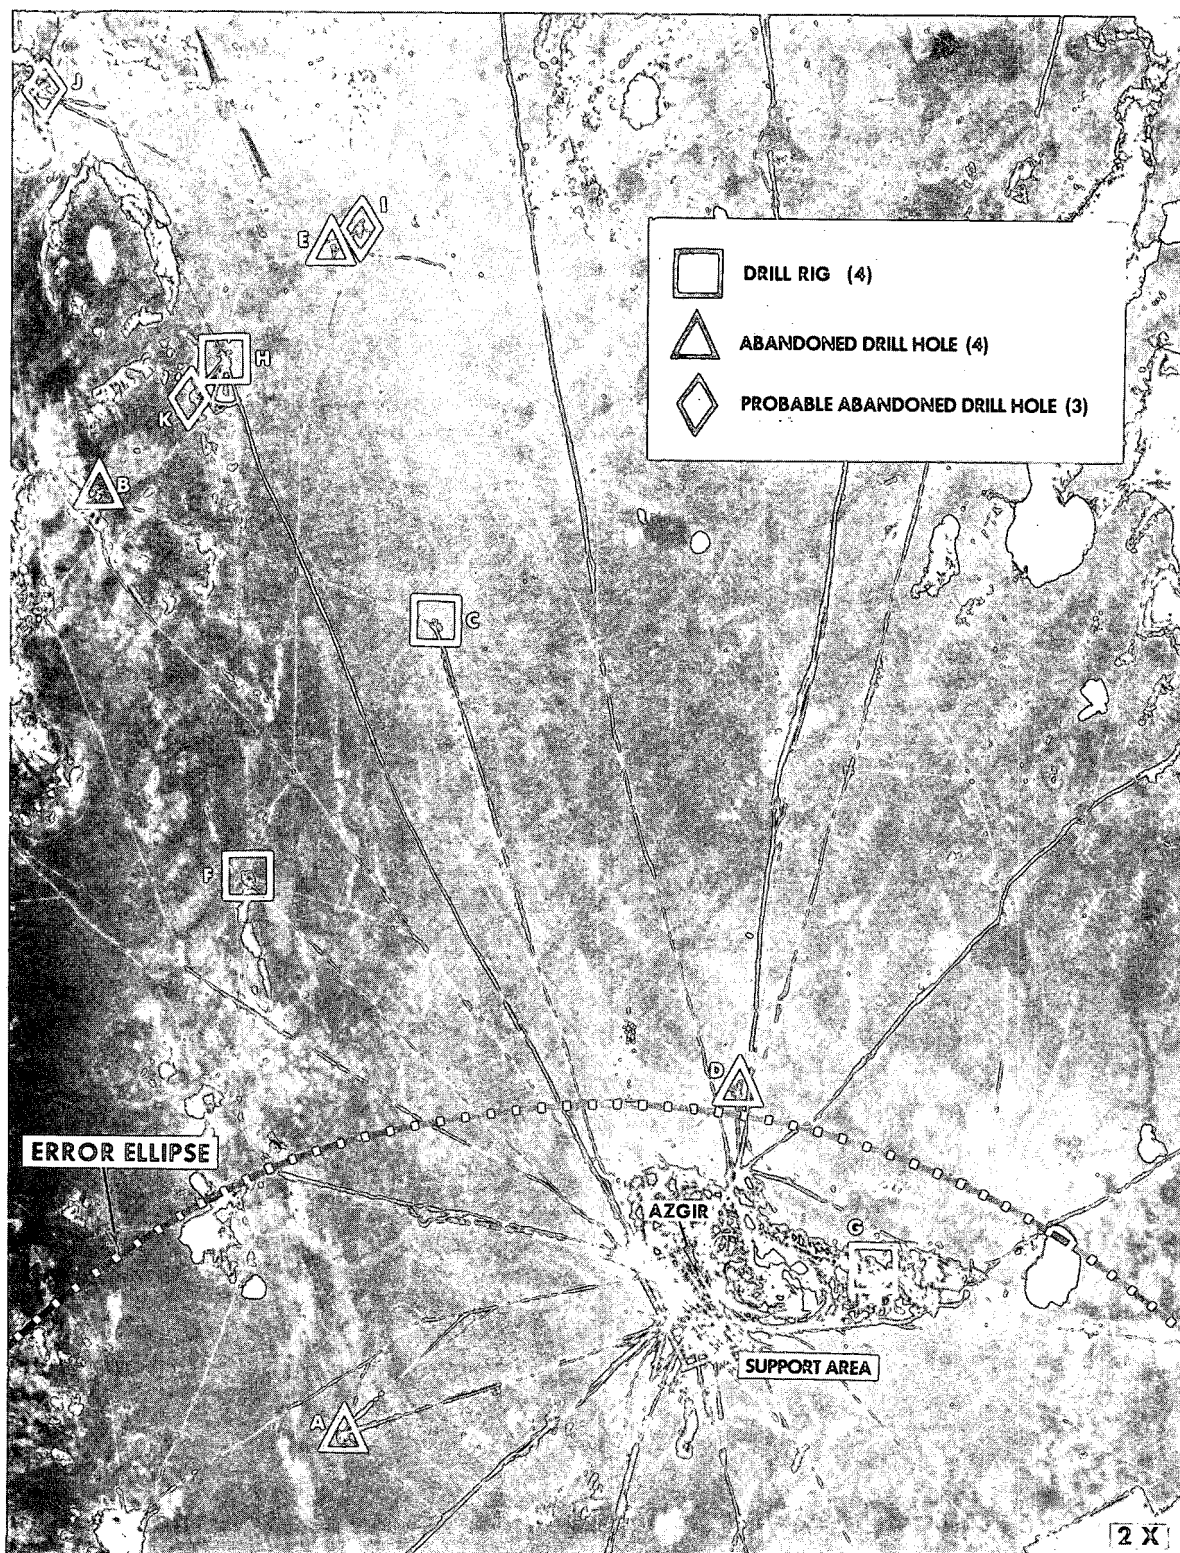 J
I
E
DRILL RIG (4)
ABANDONED DRILL HOLE (4)
PROBABLE ABANDONED DRILL HOLE (3)
H
K
B
C
F
D
ERROR ELLIPSE
AZGIR
G
SUPPORT AREA
A
2 X